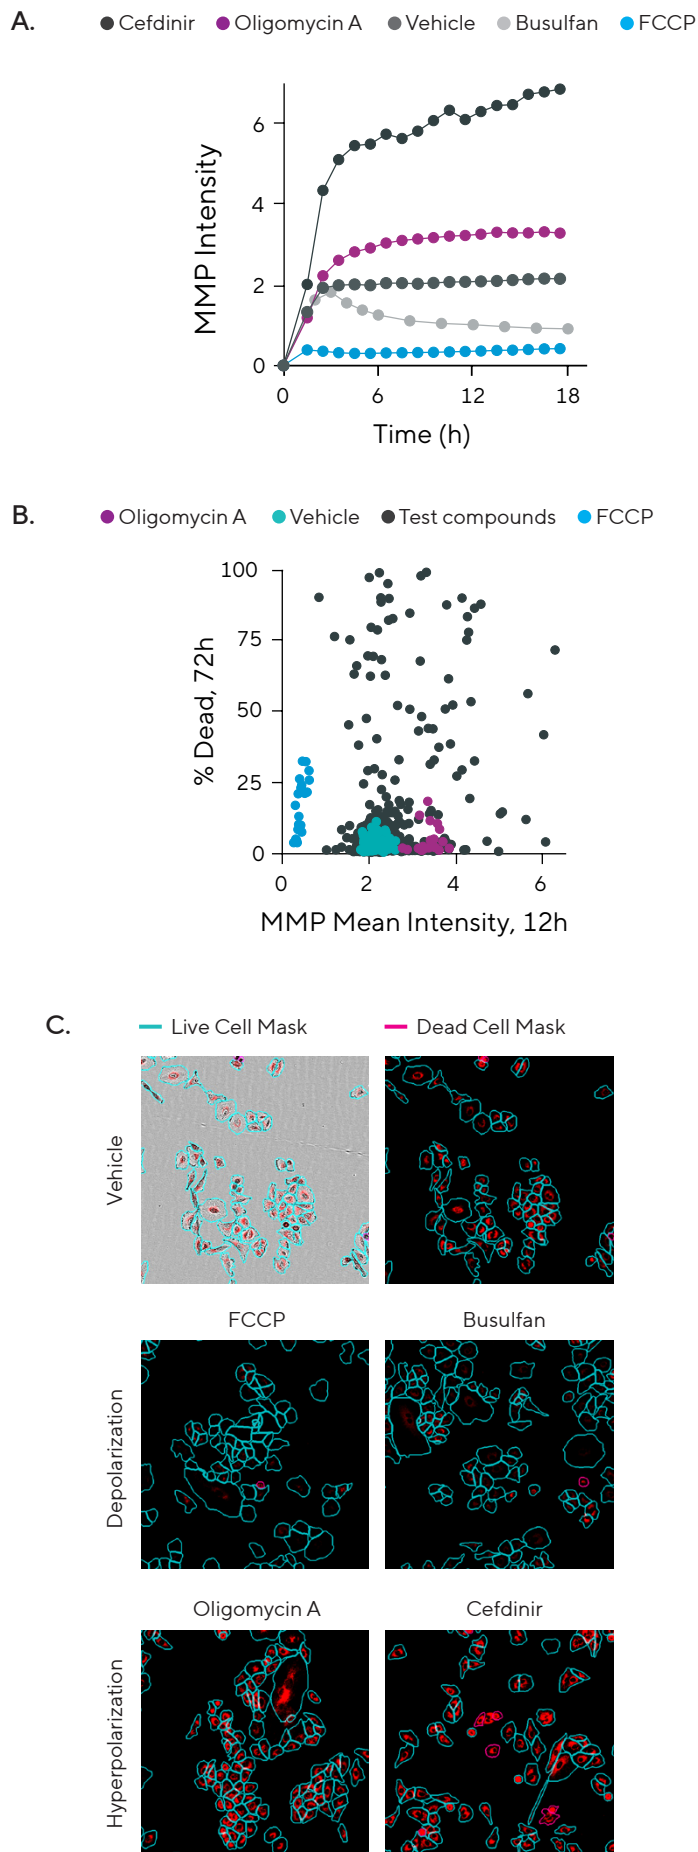 A.
Cefdinir Oligomycin A Vehicle Busulfan FCCP
MMP Intensity
6
4
2
0
0 6 12 18
Time (h)
B.
Oligomycin A Vehicle Test compounds FCCP
% Dead, 72h
100
75
50
25
0
0 2 4 6
MMP Mean Intensity, 12h
C.
Live Cell Mask Dead Cell Mask
Vehicle
FCCP Busulfan
Depolarization
Oligomycin A Cefdinir
Hyperpolarization